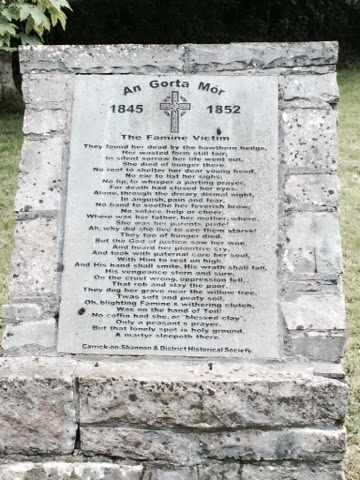 An Gorta Mór
1845 1852
The Famine Victim
They found her dead by the hawthorn hedge,
Her wasted form still fair;
In silent sorrow her life went out,
She died of hunger there.
No roof to shelter her dear young head
No ear to list her sighs;
No lip, to whisper a parting prayer,
For death had closed her eyes,
Alone, through the dreary dismal night,
In anguish, pain and fear,
No hand to soothe her feverish brow,
No solace, help or cheer.
Where was her father, her mother, where,
She was her parents pride
Ah, why did she live to see them starve,
They too of hunger died.
But the God of justice saw her woe,
And heard her plaintive cry,
And took with paternal care her soul,
With Him to rest on high.
And His hand shall smite, His wrath shall fall,
His vengeance stern and sure,
On the cruel wrong, oppression fell,
That rob and slay the poor.
They dug her grave near the willow tree,
Twas soft and peaty soil,
Oh, blighting Famine's withering clutch,
Was on the hand of Toil!
No coffin had she, or "blessed clay"
Only a peasant's prayer.
But that lonely spot is holy ground,
A martyr sleepeth there.
Carrick-on-Shannon & District Historical Society.